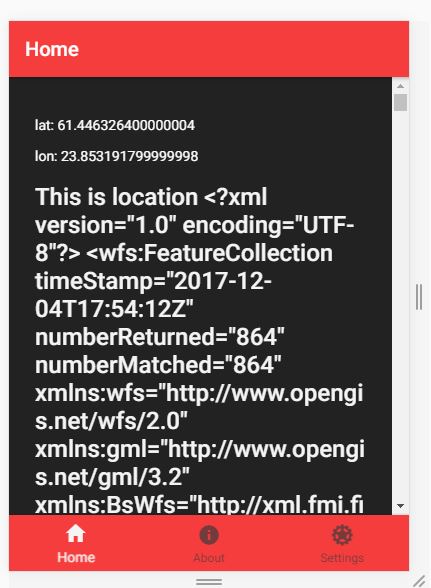 Home
lat: 61.446326400000004
lon: 23.853191799999998
This is location <?xml
version="1.0" encoding="UTF-
8"?> <wfs:FeatureCollection
timeStamp="2017-12-
04T17:54:12Z"
numberReturned="864"
numberMatched="864"
xmlns:wfs="http://www.opengi
s.net/wfs/2.0"
xmlns:gml="http://www.opengi
s.net/gml/3.2"
xmlns:BsWfs="http://xml.fmi.fi
Home About Settings